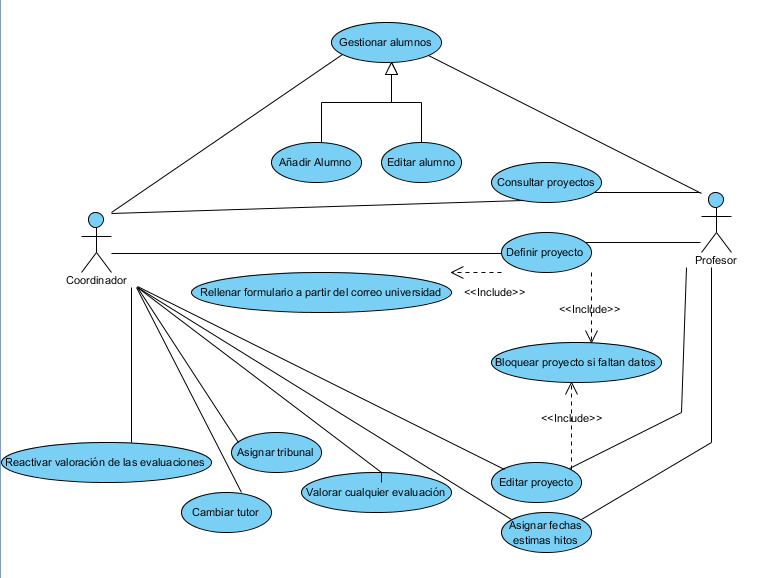 Gestionar alumnos
Añadir Alumno
Editar alumno
Consultar proyectos
Coordinador
Profesor
Definir proyecto
Rellenar formulario a partir del correo universidad
<<Include>>
<<Include>>
Bloquear proyecto si faltan datos
<<Include>>
Reactivar valoración de las evaluaciones
Asignar tribunal
Editar proyecto
Valorar cualquier evaluación
Cambiar tutor
Asignar fechas
estimas hitos